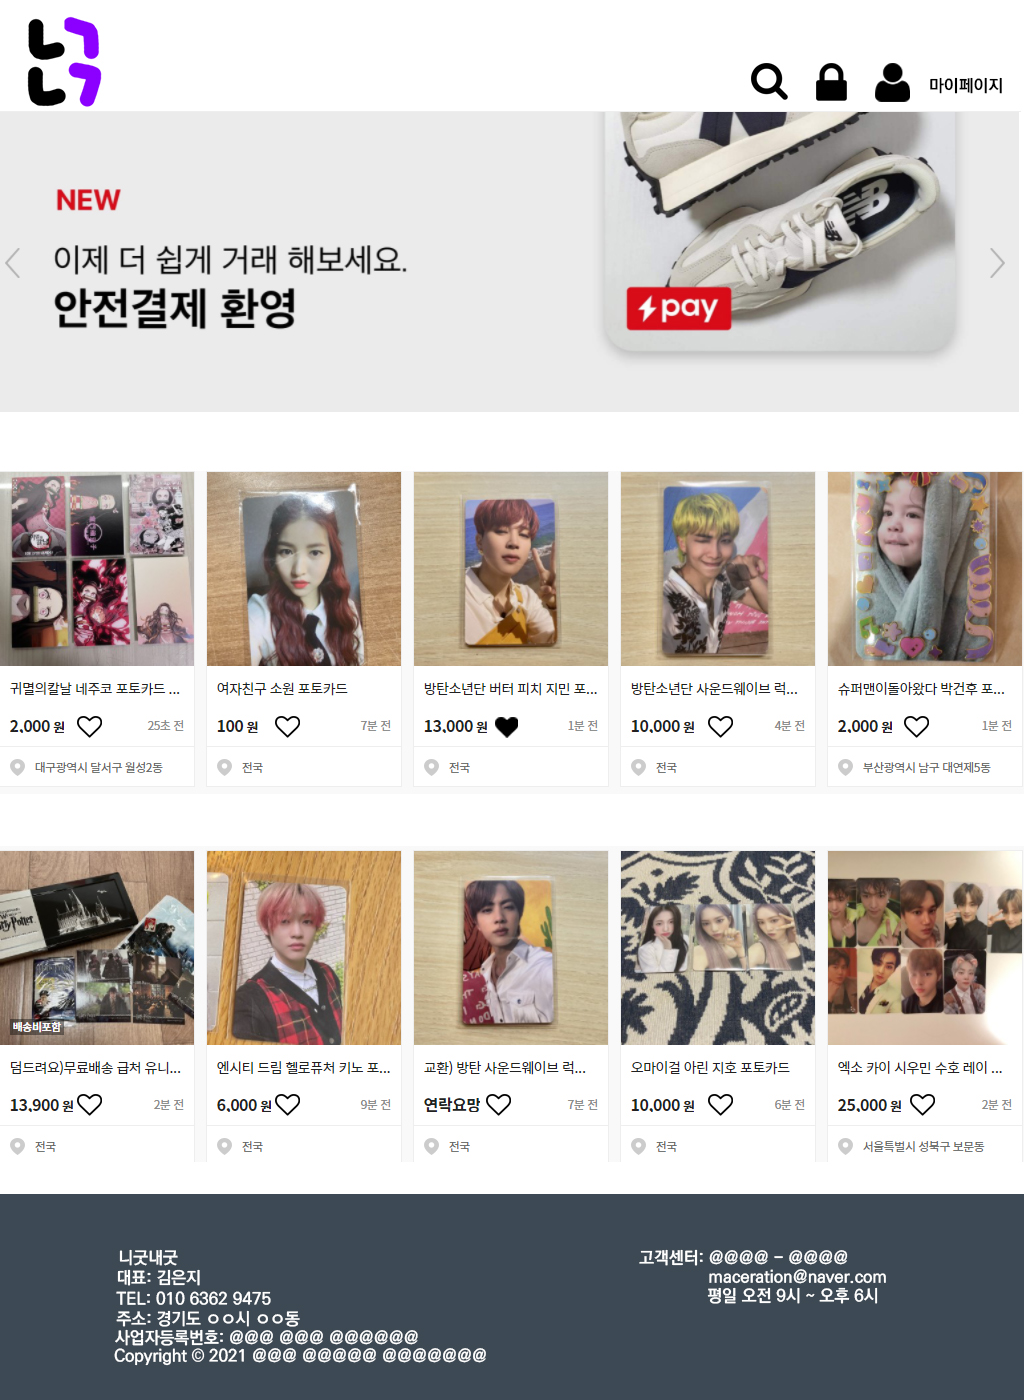 ㄴㄱ
ㄴㄱ
마이페이지
NEW
이제 더 쉽게 거래 해보세요.
안전결제 환영
pay
귀멸의칼날 네주코 포토카드 ...
여자친구 소원 포토카드
방탄소년단 버터 피치 지민 포...
방탄소년단 사운드웨이브 럭...
슈퍼맨이돌아왔다 박건후 포...
2,000 원
25초 전
100 원
7분 전
13,000 원
1분 전
10,000 원
4분 전
2,000 원
1분 전
대구광역시 달서구 월성2동
전국
전국
전국
부산광역시 남구 대연제5동
배송비포함
덤드려요)무료배송 급처 유니...
엔시티 드림 헬로퓨처 키노 포...
교환) 방탄 사운드웨이브 럭...
오마이걸 아린 지호 포토카드
엑소 카이 시우민 수호 레이 ...
13,900 원
2분 전
6,000 원
9분 전
연락요망
7분 전
10,000 원
6분 전
25,000 원
2분 전
전국
전국
전국
전국
서울특별시 성북구 보문동
니굿내굿
대표: 김은지
TEL: 010 6362 9475
주소: 경기도 ㅇㅇ시 ㅇㅇ동
사업자등록번호: @@@ @@@ @@@@@@
Copyright © 2021 @@@ @@@@@ @@@@@@@
고객센터: @@@@ - @@@@
maceration@naver.com
평일 오전 9시 ~ 오후 6시